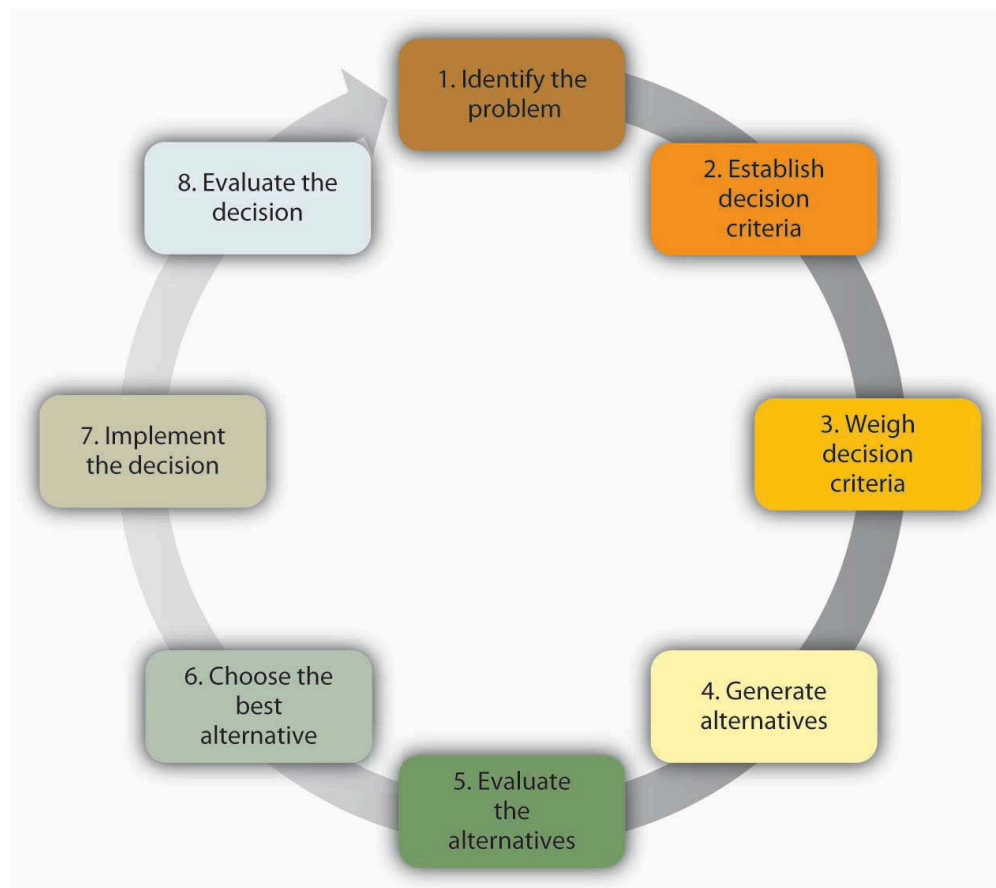 1. Identify the
problem
2. Establish
decision
criteria
3. Weigh
decision
criteria
4. Generate
alternatives
5. Evaluate
the
alternatives
6. Choose the
best
alternative
7. Implement
the decision
8. Evaluate the
decision